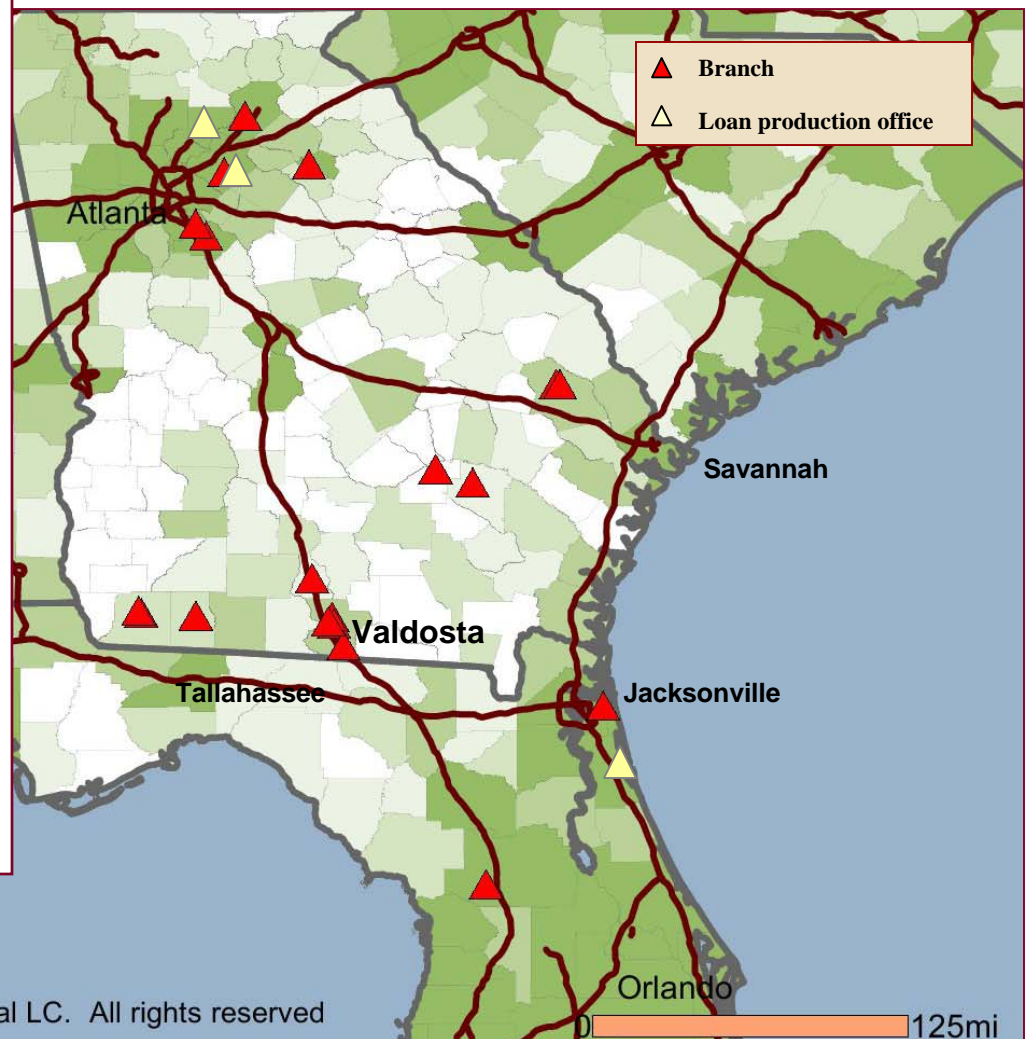 Branch
Loan production office
Atlanta
Savannah
Valdosta
Tallahassee
Jacksonville
Orlando
al LC. All rights reserved
0
125mi